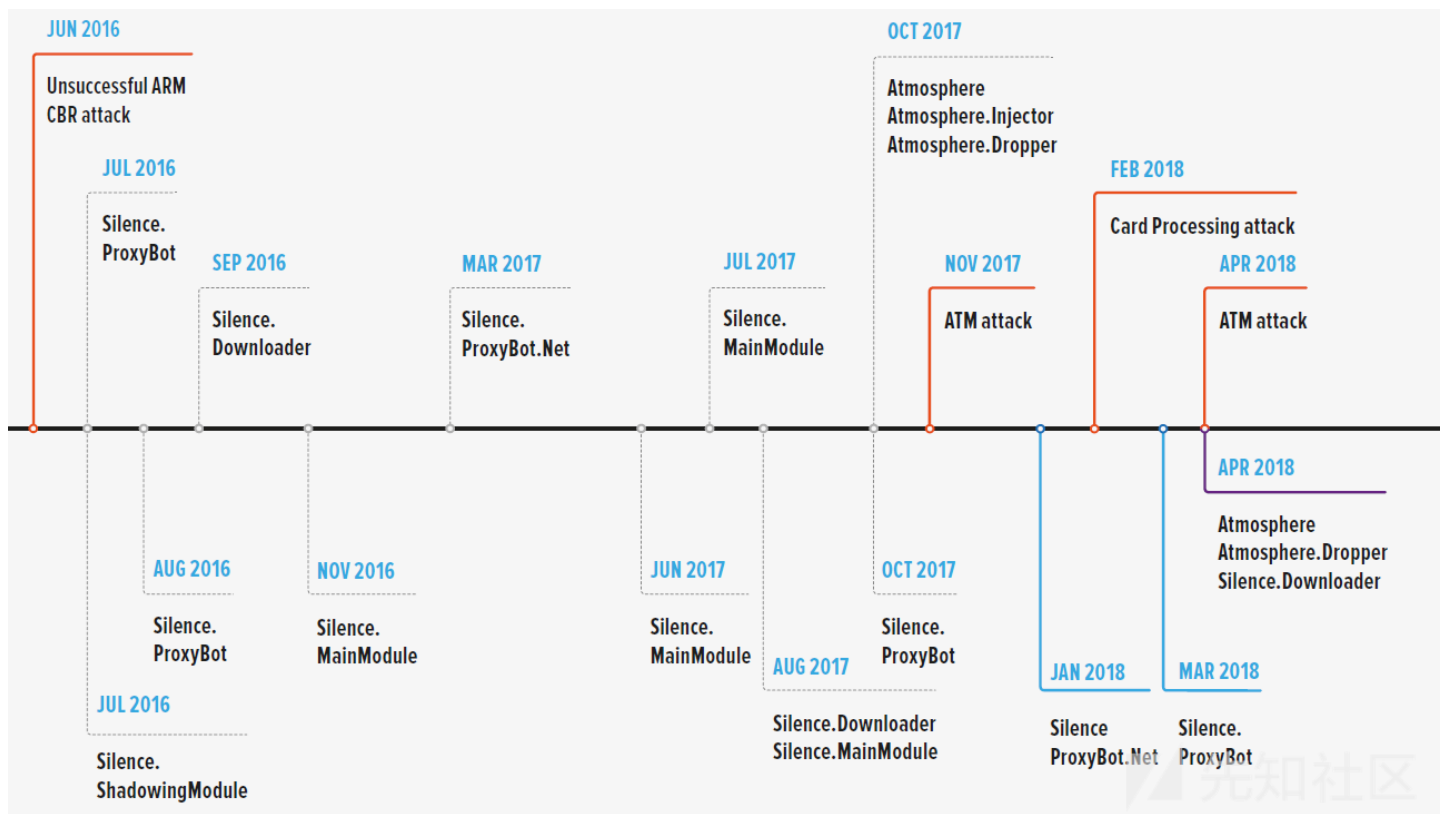 JUN 2016
Unsuccessful ARM
CBR attack
JUL 2016
Silence.
ProxyBot
SEP 2016
Silence.
Downloader
MAR 2017
Silence.
ProxyBot.Net
JUL 2017
Silence.
MainModule
OCT 2017
Atmosphere
Atmosphere.Injector
Atmosphere.Dropper
NOV 2017
ATM attack
FEB 2018
Card Processing attack
APR 2018
ATM attack
JUL 2016
Silence.
ShadowingModule
AUG 2016
Silence.
ProxyBot
NOV 2016
Silence.
MainModule
JUN 2017
Silence.
MainModule
AUG 2017
Silence.Downloader
Silence.MainModule
OCT 2017
Silence.
ProxyBot
JAN 2018
Silence
ProxyBot.Net
MAR 2018
Silence.
ProxyBot
APR 2018
Atmosphere
Atmosphere.Dropper
Silence.Downloader
先知社区